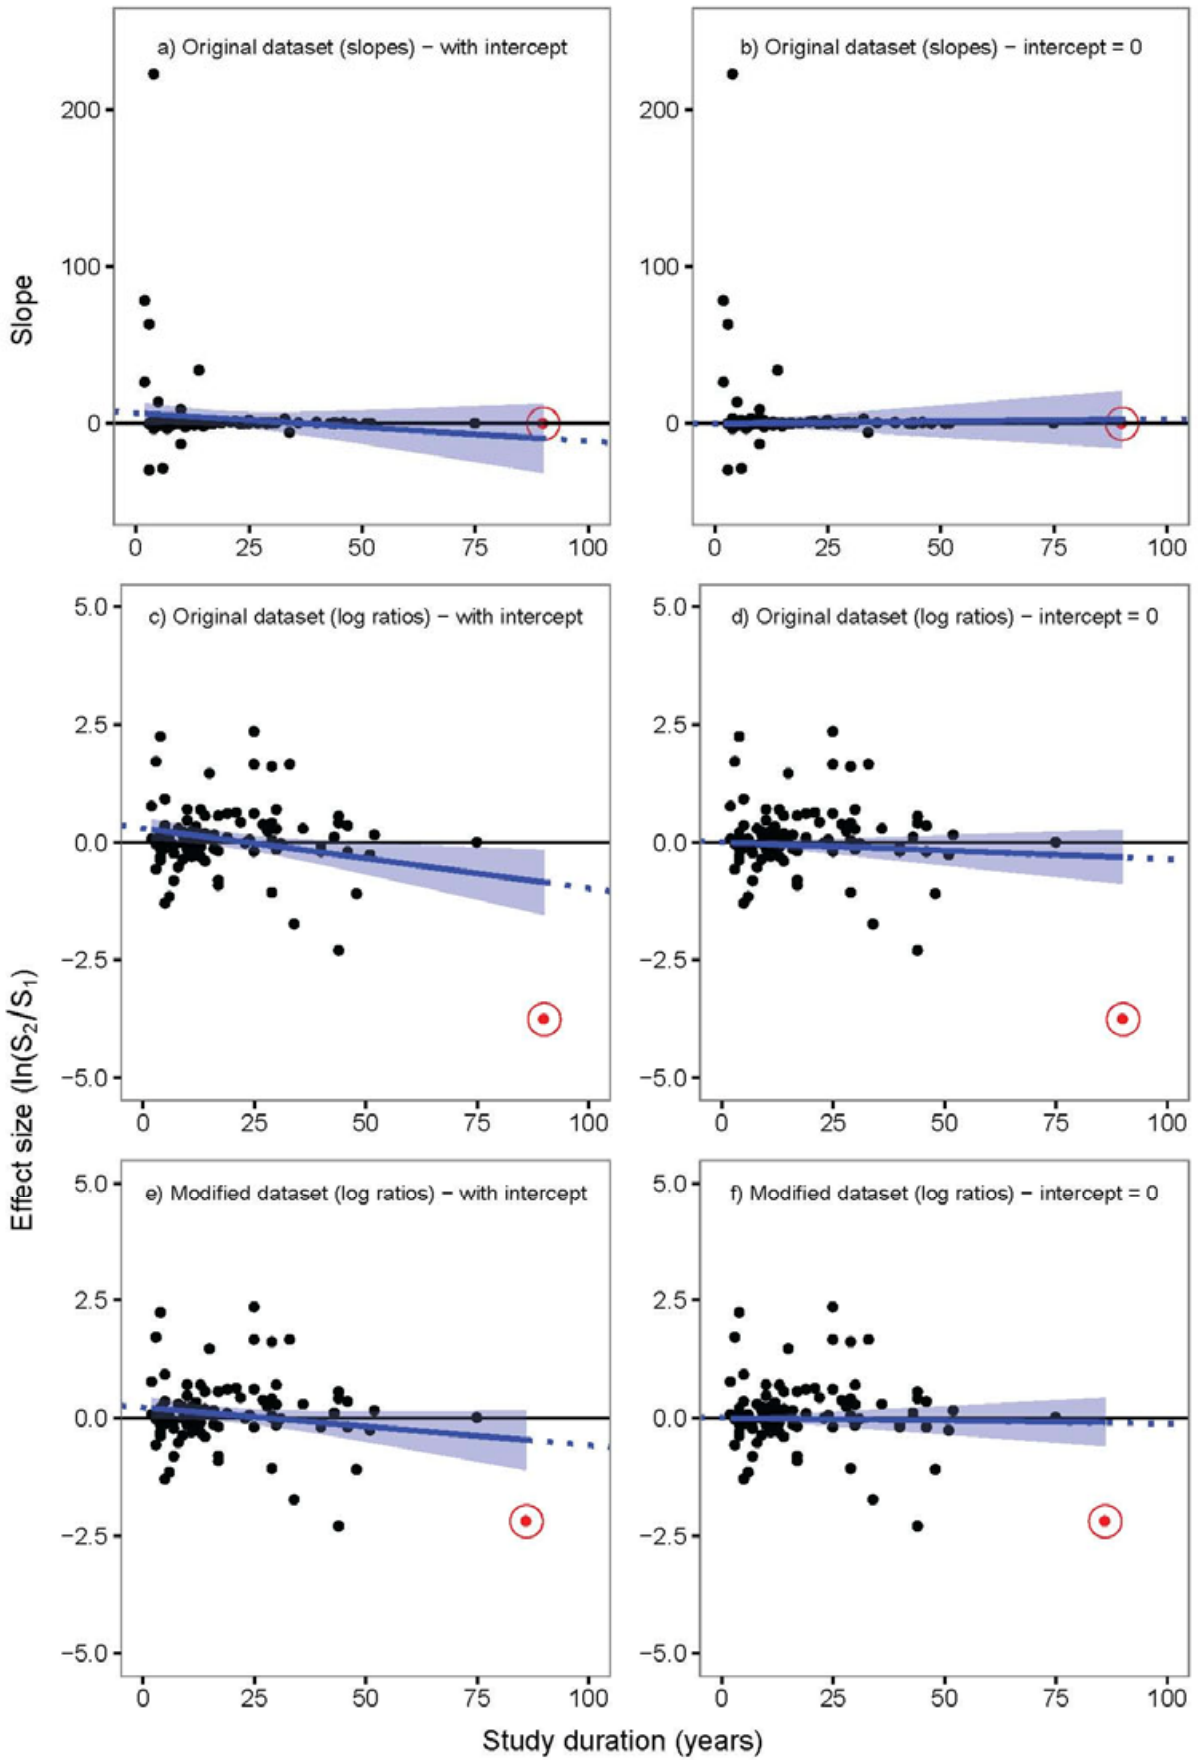 a) Original dataset (slopes) − with intercept
b) Original dataset (slopes) − intercept = 0
200
100
0
0 25 50 75 100
200
100
0
0 25 50 75 100
Slope
c) Original dataset (log ratios) − with intercept
d) Original dataset (log ratios) − intercept = 0
5.0
2.5
0.0
−2.5
−5.0
0 25 50 75 100
5.0
2.5
0.0
−2.5
−5.0
0 25 50 75 100
Effect size (ln(S₂/S₁)
e) Modified dataset (log ratios) − with intercept
f) Modified dataset (log ratios) − intercept = 0
5.0
2.5
0.0
−2.5
−5.0
0 25 50 75 100
5.0
2.5
0.0
−2.5
−5.0
0 25 50 75 100
Study duration (years)